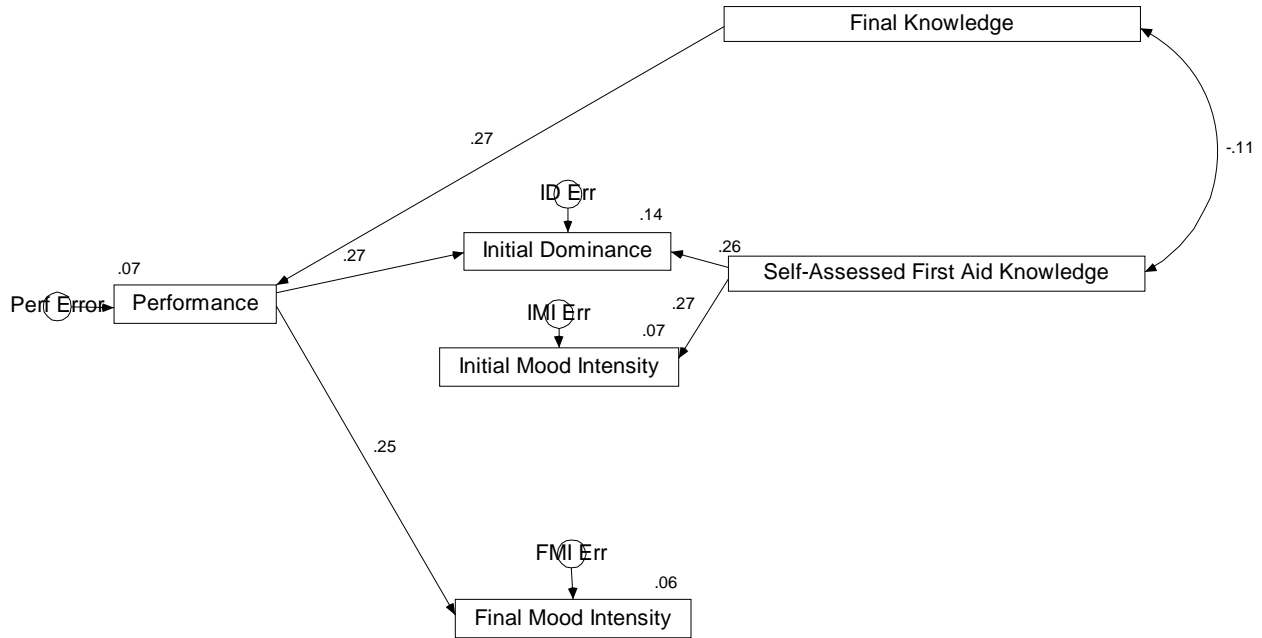 Final Knowledge
.27
-.11
ID Err
.14
Initial Dominance
.27
.26
Self-Assessed First Aid Knowledge
.07
Performance
Perf Error
IMI Err
.27
.07
Initial Mood Intensity
.25
FMI Err
.06
Final Mood Intensity